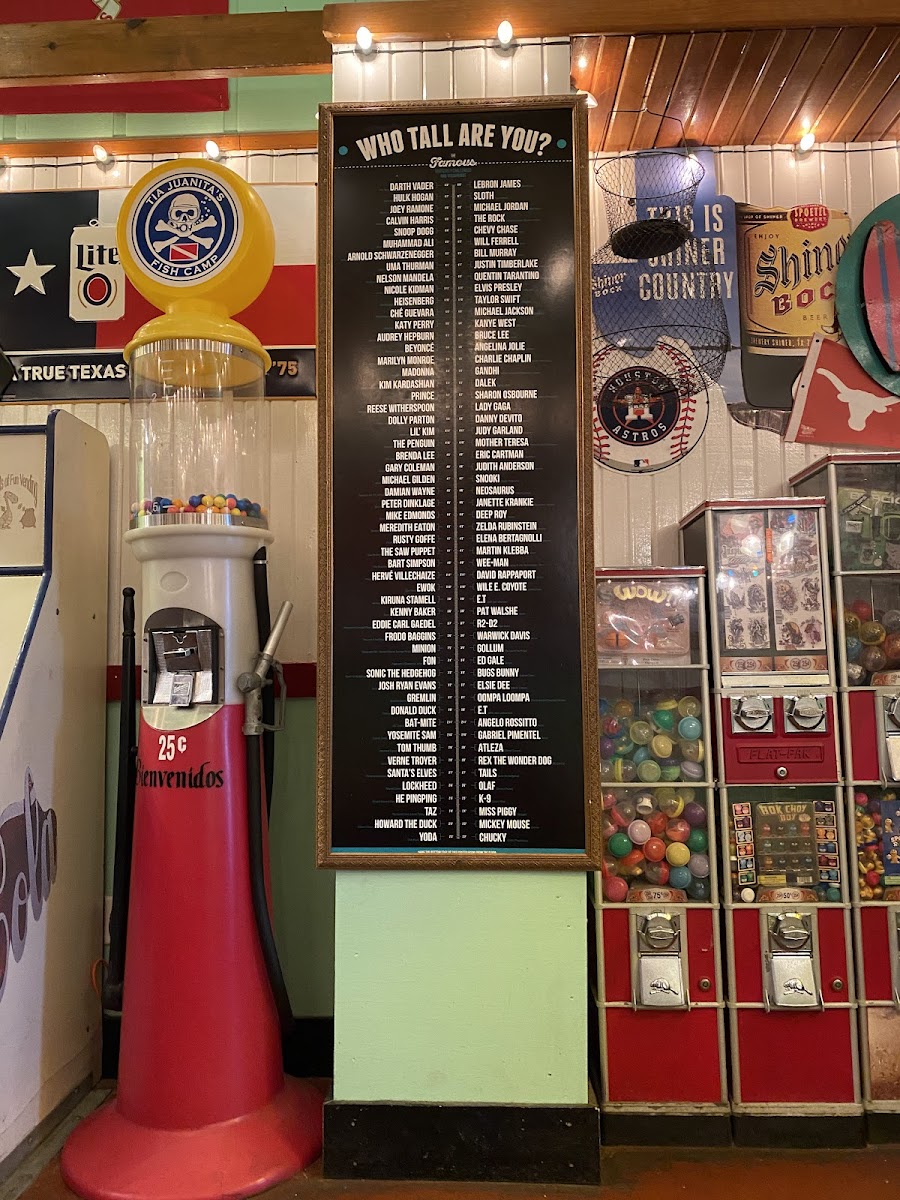 WHO TALL ARE YOU?
Famous
DARTH VADER LEBRON JAMES
HULK HOGAN SLOTH
JOEY RAMONE MICHAEL JORDAN
CALVIN HARRIS THE ROCK
SNOOP DOGG CHEVY CHASE
MUHAMMAD ALI WILL FERRELL
ARNOLD SCHWARZENEGGER BILL MURRAY
UMA THURMAN JUSTIN TIMBERLAKE
NELSON MANDELA QUENTIN TARANTINO
NICOLE KIDMAN ELVIS PRESLEY
HEISENBERG TAYLOR SWIFT
CHÉ GUEVARA MICHAEL JACKSON
KATY PERRY KANYE WEST
AUDREY HEPBURN BRUCE LEE
BEYONCÉ ANGELINA JOLIE
MARILYN MONROE CHARLIE CHAPLIN
MADONNA GANDHI
KIM KARDASHIAN DALEK
PRINCE SHARON OSBOURNE
REESE WITHERSPOON LADY GAGA
DOLLY PARTON DANNY DEVITO
LIL' KIM JUDY GARLAND
THE PENGUIN MOTHER TERESA
BRENDA LEE ERIC CARTMAN
GARY COLEMAN JUDITH ANDERSON
MICHAEL GILDEN SNOOKI
DAMIAN WAYNE NEOSAURUS
PETER DINKLAGE JANETTE KRANKIE
MIKE EDMONDS DEEP ROY
MEREDITH EATON ZELDA RUBINSTEIN
RUSTY GOFFE ELENA BERTAGNOLLI
THE SAW PUPPET MARTIN KLEBBA
BART SIMPSON WEE-MAN
HERVÉ VILLECHAIZE DAVID RAPPAPORT
EWOK WILE E. COYOTE
KIRUNA STAMELL E.T
KENNY BAKER PAT WALSHE
EDDIE CARL GAEDEL R2-D2
FRODO BAGGINS WARWICK DAVIS
MINION GOLLUM
FON ED GALE
SONIC THE HEDGEHOG BUGS BUNNY
JOSH RYAN EVANS ELSIE DEE
GREMLIN OOMPA LOOMPA
DONALD DUCK E.T
BAT-MITE ANGELO ROSSITTO
YOSEMITE SAM GABRIEL PIMENTEL
TOM THUMB ATLEZA
VERNE TROYER REX THE WONDER DOG
SANTA'S ELVES TAILS
LOCKHEED OLAF
HE PINGPING K-9
TAZ MISS PIGGY
HOWARD THE DUCK MICKEY MOUSE
YODA CHUCKY
TIA JUANITA'S
FISH CAMP
Lite
A TRUE TEXAS
'75
25¢
Bienvenidos
Cola
THIS IS
SHINER
COUNTRY
Shiner
BOCK
SPOETZL
ENJOY
Shiner
BOCK
BEER
HOUSTON
ASTROS
WOW!
FLAT-PAK
BOK CHOY
BOY
75¢
50¢